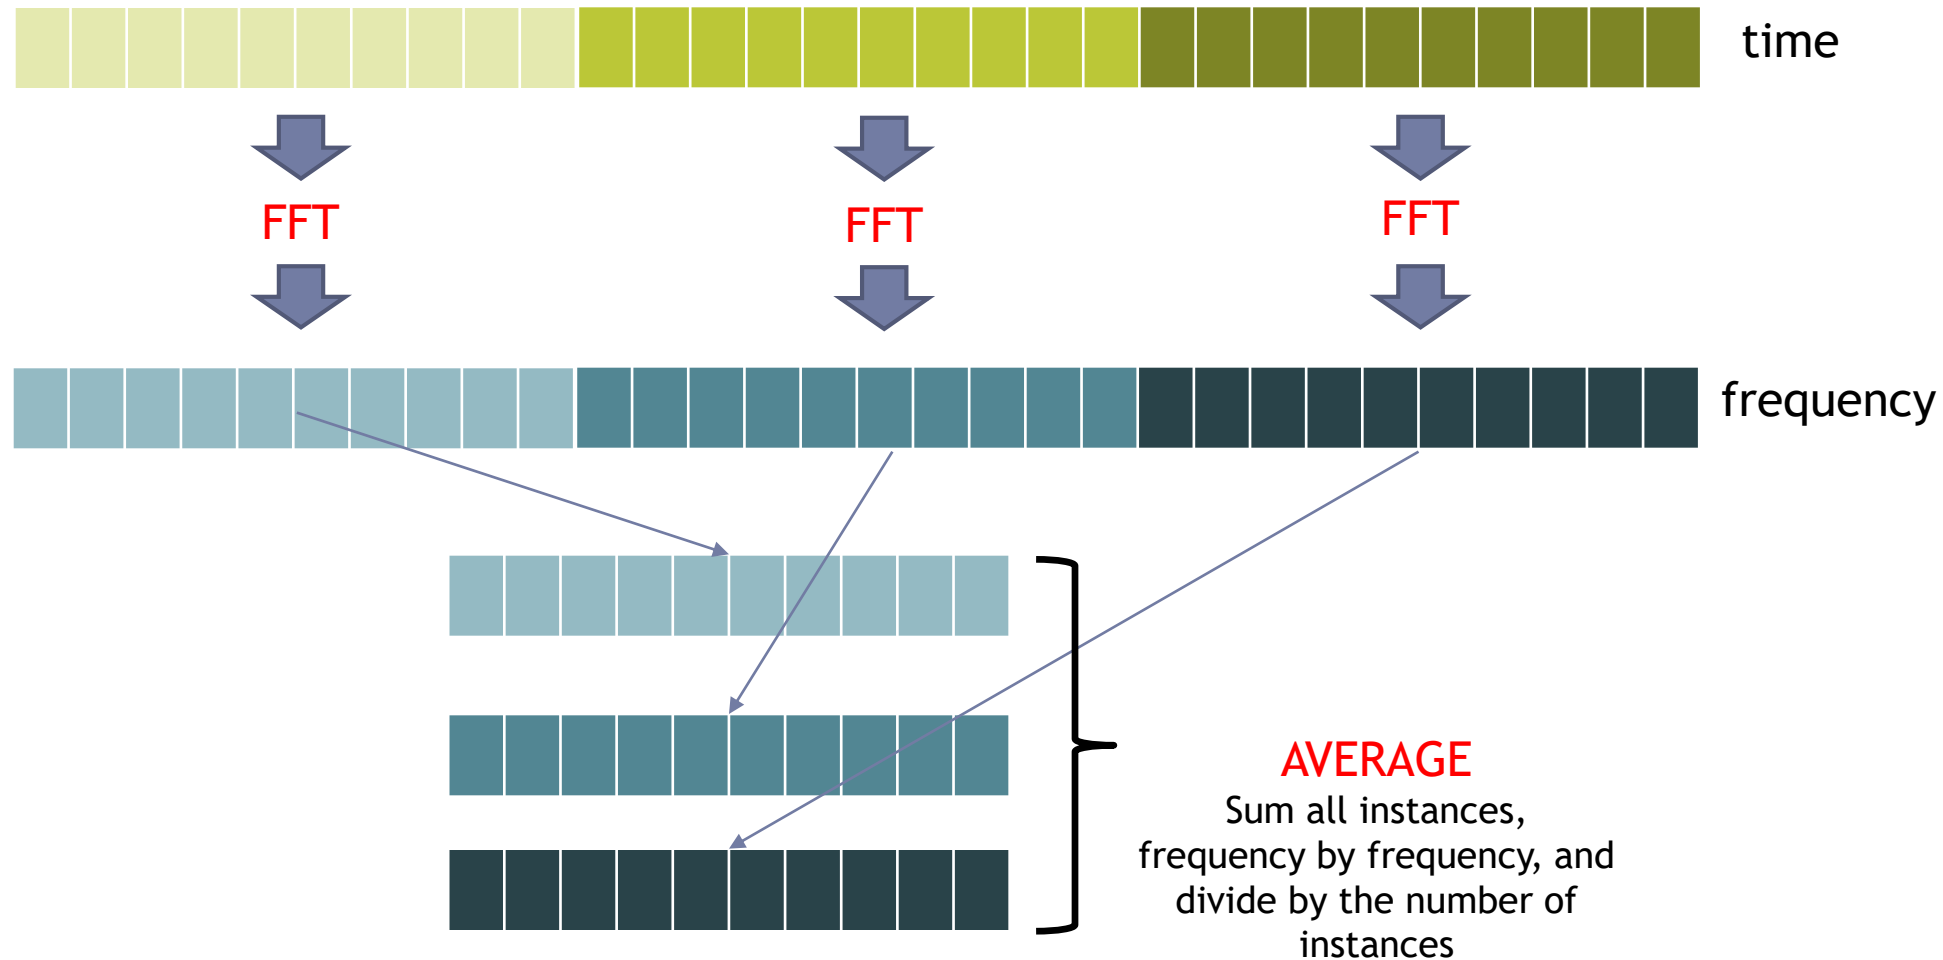 time
FFT
FFT
FFT
frequency
AVERAGE
Sum all instances,
frequency by frequency, and
divide by the number of
instances